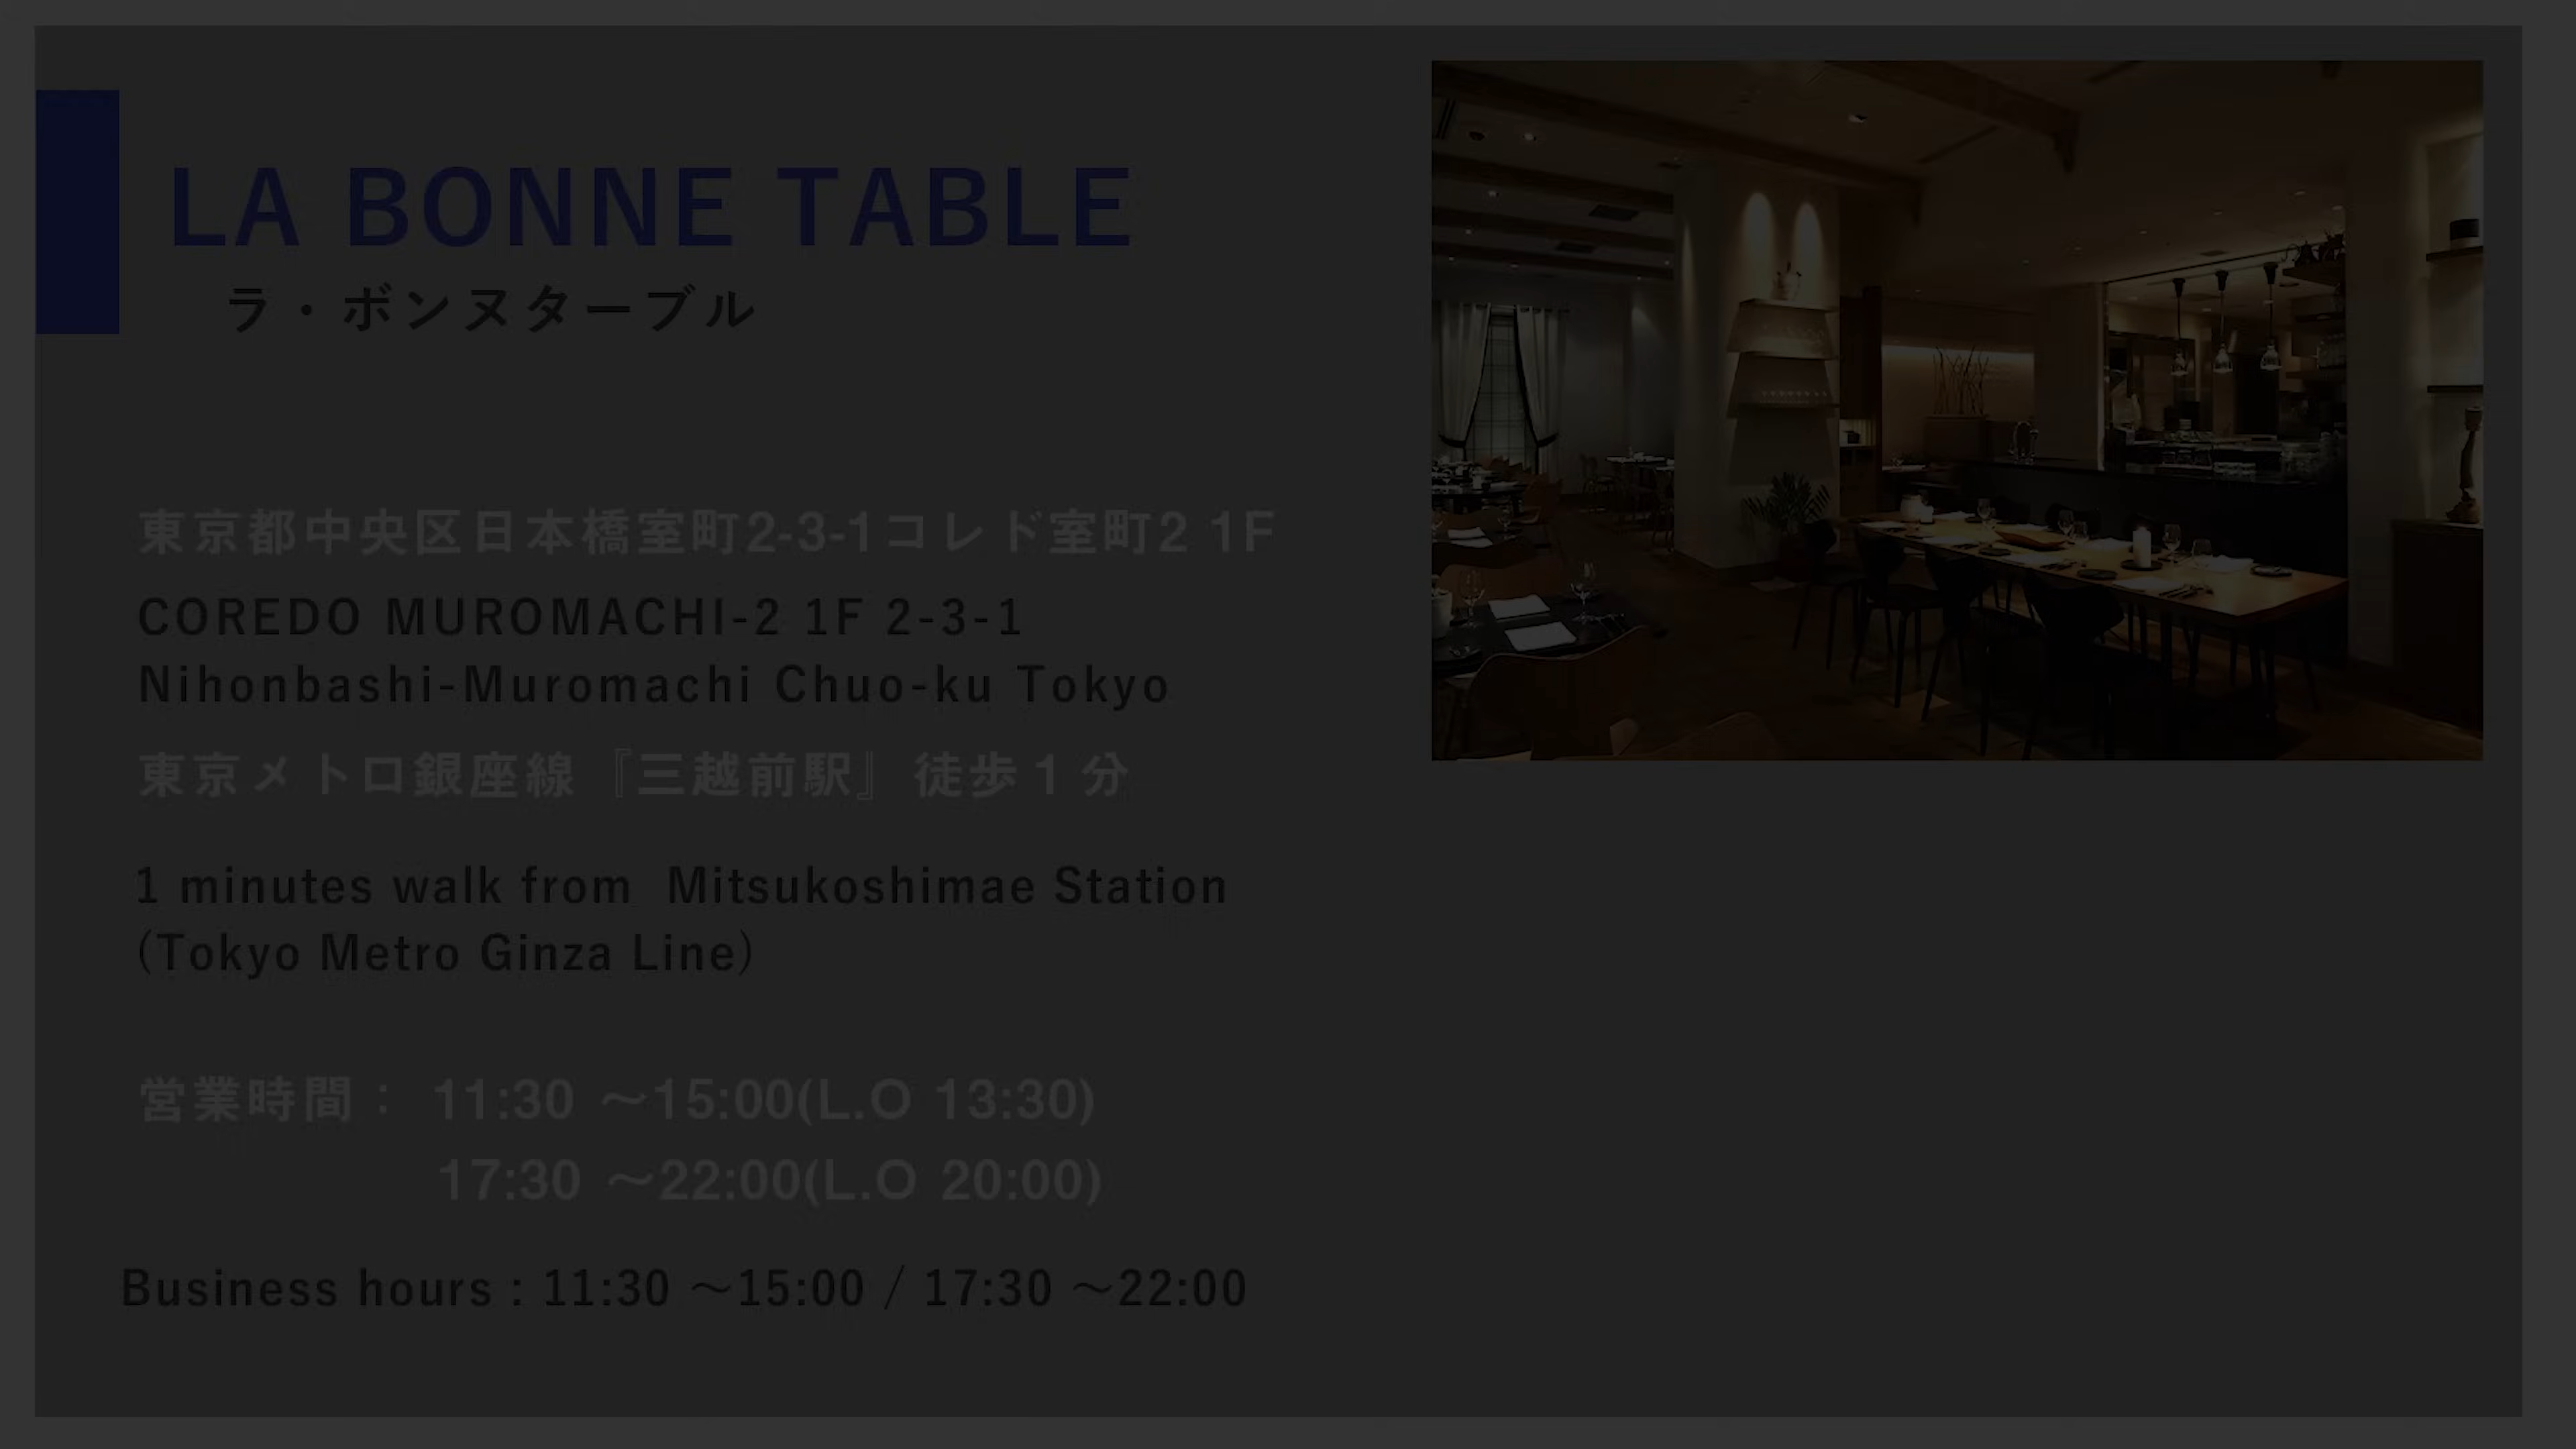 LA BONNE TABLE
ラ・ボンヌターブル
東京都中央区日本橋室町2-3-1コレド室町2 1F
COREDO MUROMACHI-2 1F 2-3-1
Nihonbashi-Muromachi Chuo-ku Tokyo
東京メトロ銀座線『三越前駅』徒歩1分
1 minutes walk from Mitsukoshimae Station
(Tokyo Metro Ginza Line)
営業時間： 11:30 〜15:00(L.O 13:30)
17:30 〜22:00(L.O 20:00)
Business hours : 11:30 〜15:00 / 17:30 〜22:00